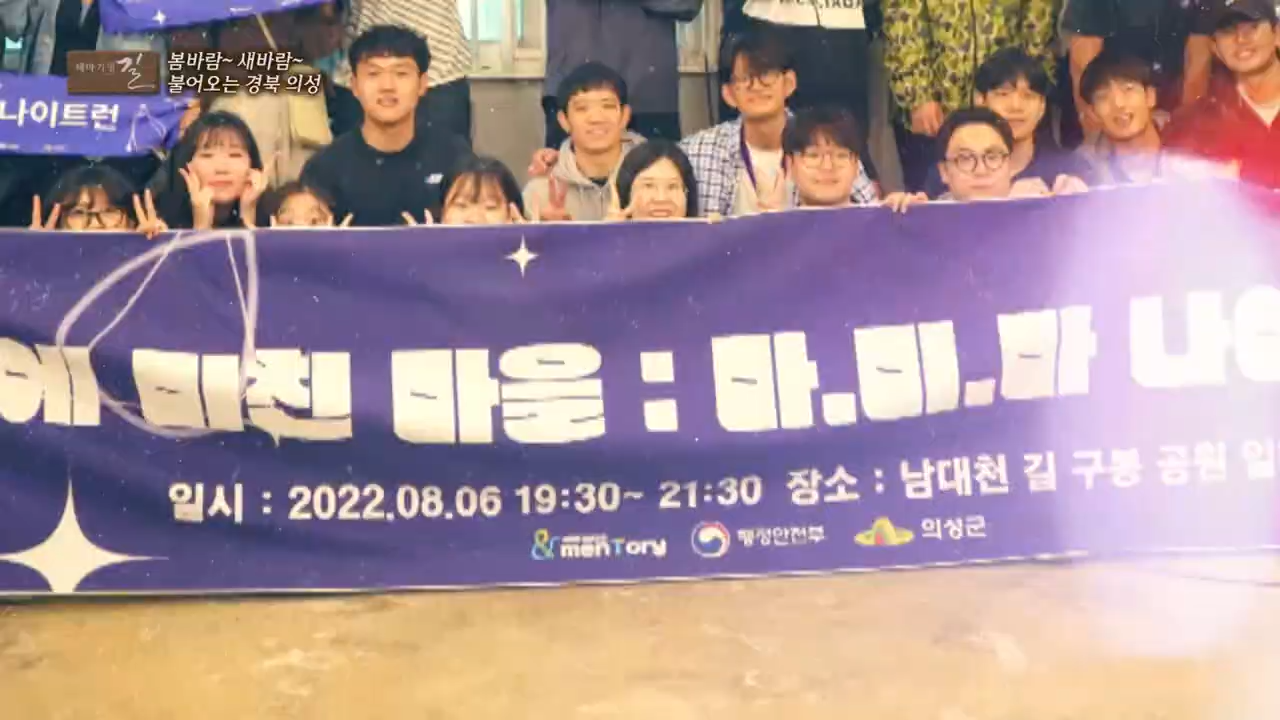 테마기행 길
봄바람~ 새바람~
불어오는 경북 의성
나이트런
에 미친 마을 : 하.미.마 나이
일시 : 2022.08.06 19:30~ 21:30 장소 : 남대천 길 구봉 공원 일
& menTory 행정안전부 의성군